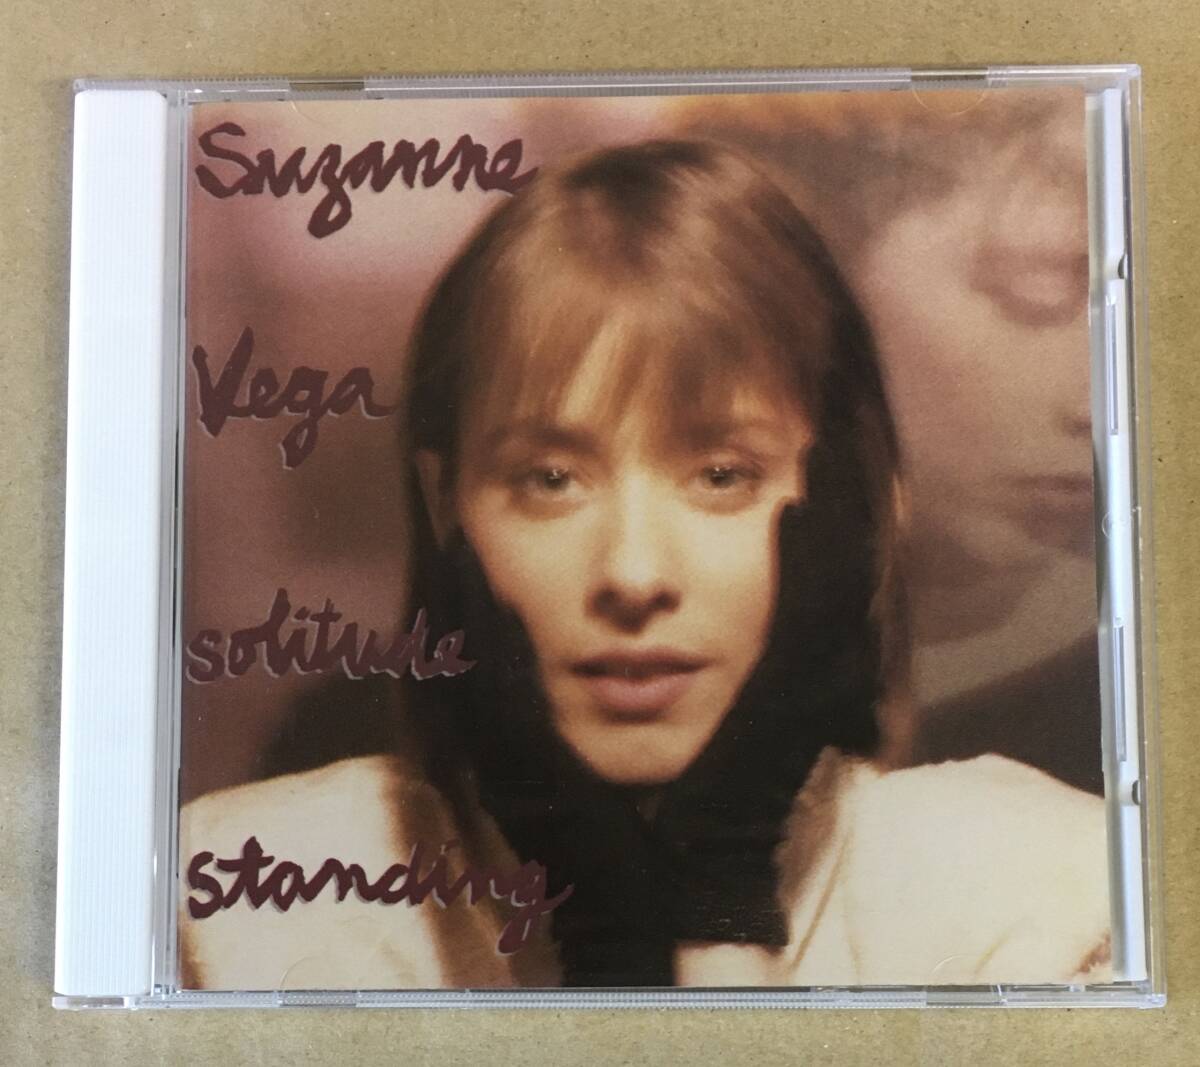 Suzanne
Vega
solitude
standing